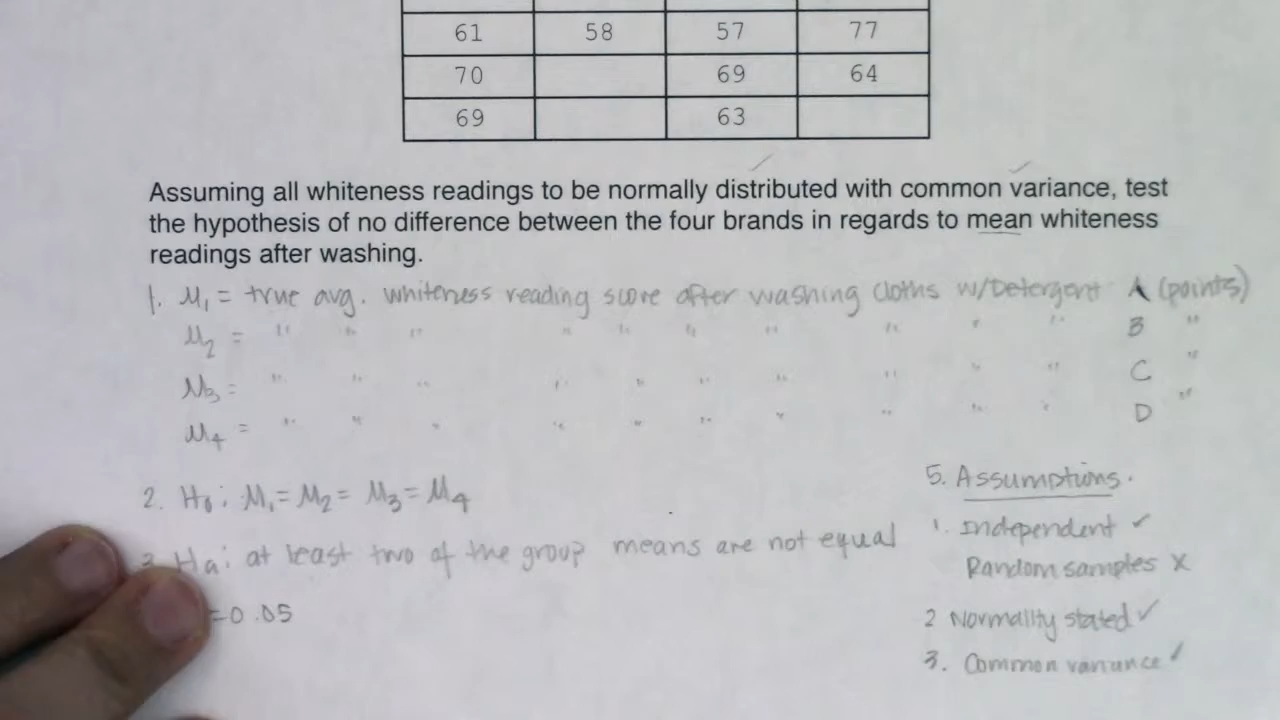 61 58 57 77
70 69 64
69 63
Assuming all whiteness readings to be normally distributed with common variance, test
the hypothesis of no difference between the four brands in regards to mean whiteness
readings after washing.
1. μ₁ = true avg. whiteness reading score after washing cloths w/Detergent A (points)
μ₂ = " " " " " " " " " " B "
μ₃ = " " " " " " " " " " C "
μ₄ = " " " " " " " " " " D "
2. H₀: μ₁ = μ₂ = μ₃ = μ₄
3. Ha: at least two of the group means are not equal
=0.05
5. Assumptions.
1. Independent ✓
Random samples X
2 Normality stated ✓
3. Common variance ✓